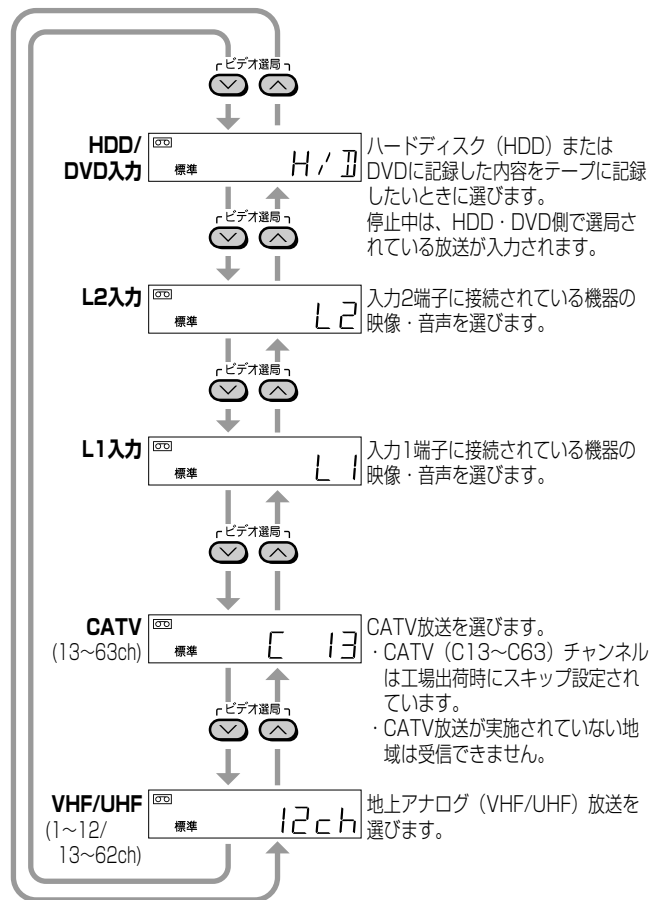 ビデオ選局
HDD/
DVD入力
標準
H/D
ハードディスク（HDD）または
DVDに記録した内容をテープに記録
したいときに選びます。
停止中は、HDD・DVD側で選局さ
れている放送が入力されます。
ビデオ選局
L2入力
標準
L2
入力2端子に接続されている機器の
映像・音声を選びます。
ビデオ選局
L1入力
標準
L 1
入力1端子に接続されている機器の
映像・音声を選びます。
ビデオ選局
CATV
(13~63ch)
標準
C 13
CATV放送を選びます。
・CATV（C13~C63）チャンネル
は工場出荷時にスキップ設定され
ています。
・CATV放送が実施されていない地
域は受信できません。
ビデオ選局
VHF/UHF
(1~12/
13~62ch)
標準
12ch
地上アナログ（VHF/UHF）放送を
選びます。